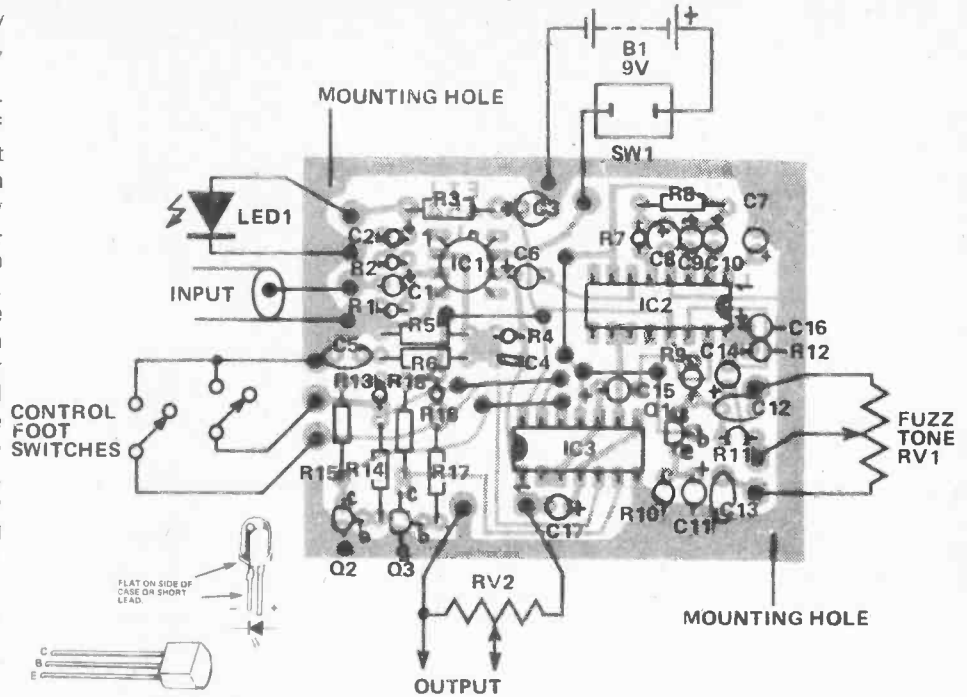 B1
9V
+
SW1
MOUNTING HOLE
LED1
INPUT
CONTROL
FOOT
SWITCHES
R3
C3
R8
C7
C2
R2
C1
R1
IC1
C6
R7
C8
C9
C10
IC2
R5
R4
C16
C5
R6
C4
R12
R9
C14
R13
R16
R18
C15
Q1
C12
FUZZ
TONE
RV1
R11
IC3
R15
R14
R17
R10
C11
C13
C17
c
b
c
b
e
b
Q2
Q3
RV2
MOUNTING HOLE
FLAT ON SIDE OF
CASE OR SHORT
LEAD.
- +
C
B
E
OUTPUT